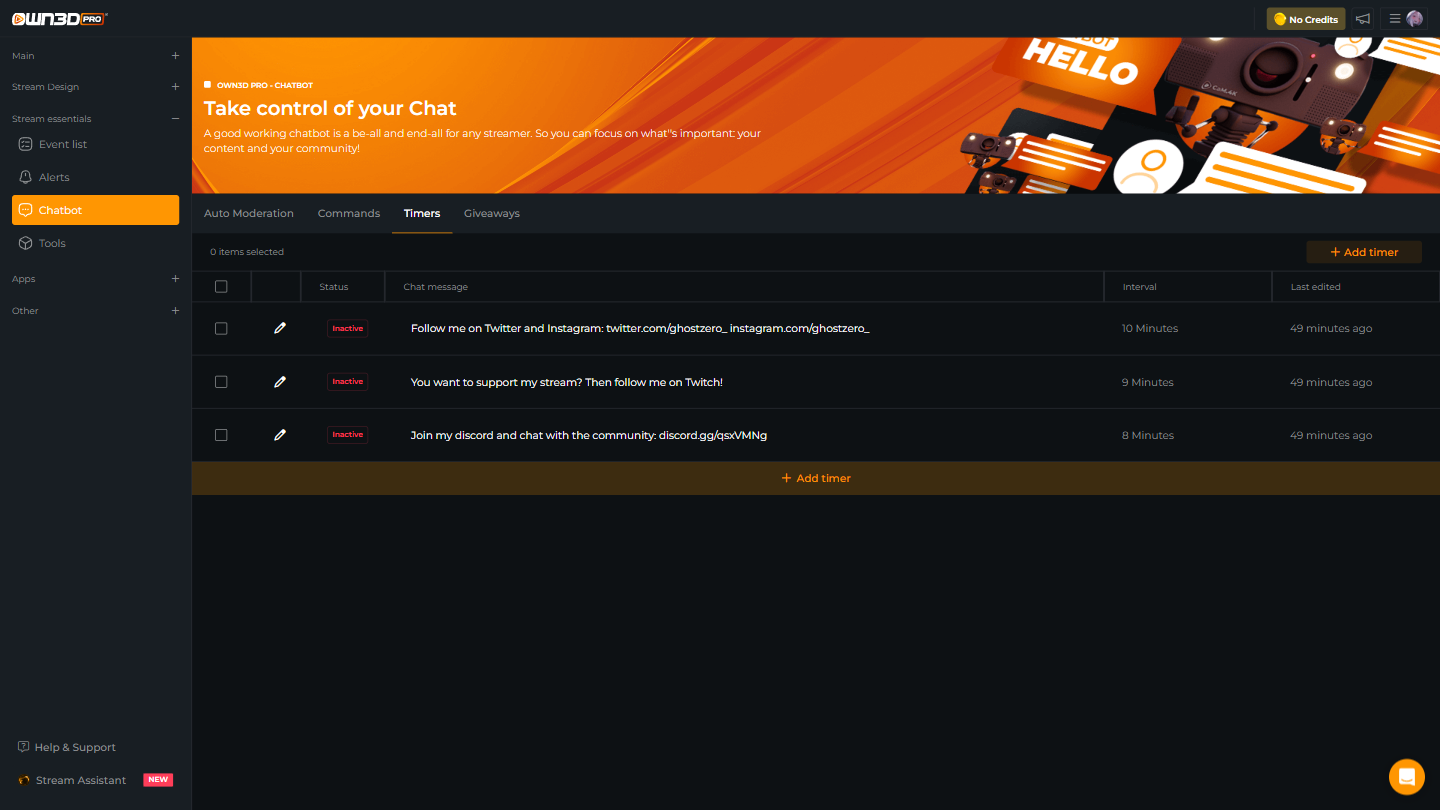 OWN3D PRO
No Credits
Main
Stream Design
Stream essentials
Event list
Alerts
Chatbot
Tools
Apps
Other
Help & Support
Stream Assistant NEW
OWN3D PRO - CHATBOT
Take control of your Chat
A good working chatbot is a be-all and end-all for any streamer. So you can focus on what"s important: your
content and your community!
HELLO
Auto Moderation Commands Timers Giveaways
0 items selected
+ Add timer
Status Chat message Interval Last edited
Inactive Follow me on Twitter and Instagram: twitter.com/ghostzero_ instagram.com/ghostzero_ 10 Minutes 49 minutes ago
Inactive You want to support my stream? Then follow me on Twitch! 9 Minutes 49 minutes ago
Inactive Join my discord and chat with the community: discord.gg/qsxVMNg 8 Minutes 49 minutes ago
+ Add timer